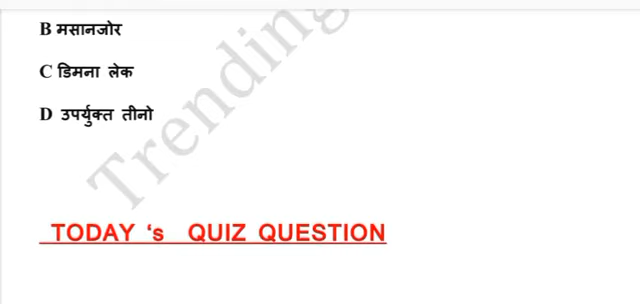 B मसानजोर
C डिमना लेक
D उपर्युक्त तीनो
Trending
TODAY ‘s QUIZ QUESTION